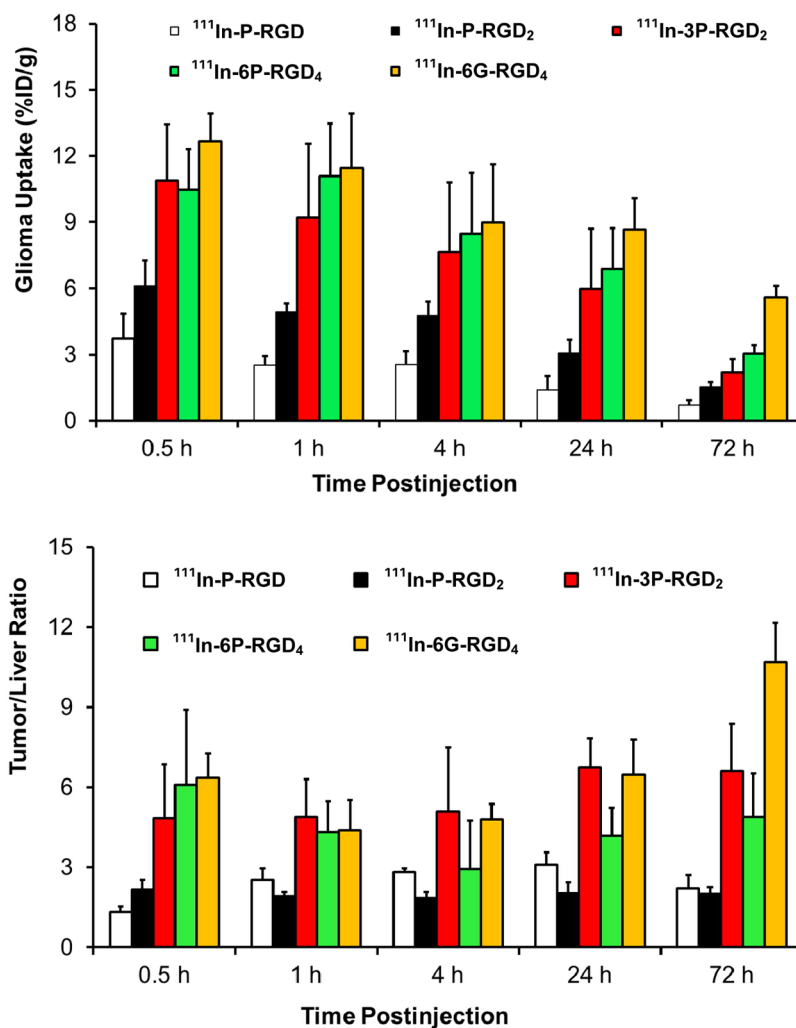 18
15
12
9
6
3
0
Glioma Uptake (%ID/g)
¹¹¹In-P-RGD ¹¹¹In-P-RGD₂ ¹¹¹In-3P-RGD₂
¹¹¹In-6P-RGD₄ ¹¹¹In-6G-RGD₄
0.5 h 1 h 4 h 24 h 72 h
Time Postinjection
15
12
9
6
3
0
Tumor/Liver Ratio
¹¹¹In-P-RGD ¹¹¹In-P-RGD₂ ¹¹¹In-3P-RGD₂
¹¹¹In-6P-RGD₄ ¹¹¹In-6G-RGD₄
0.5 h 1 h 4 h 24 h 72 h
Time Postinjection